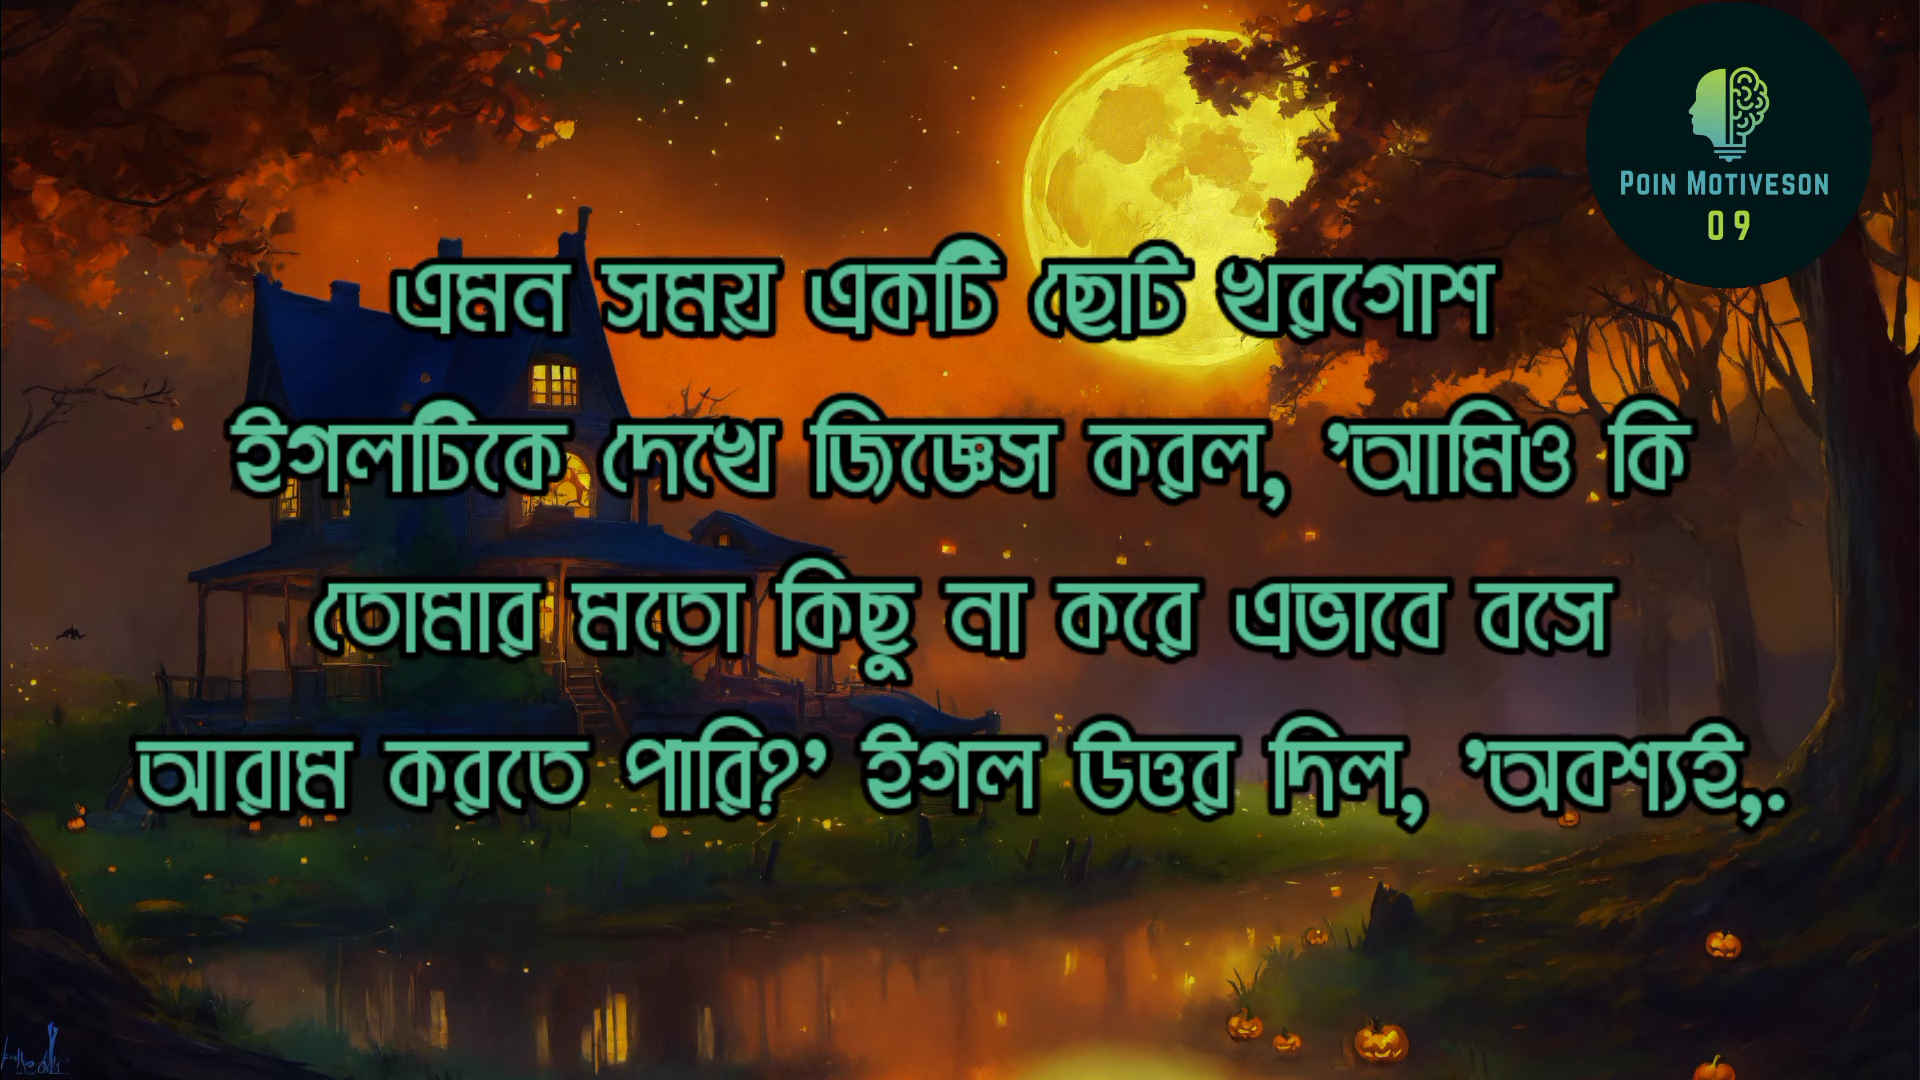 POIN MOTIVESON
09
এমন সময় একটি ছোট খরগোশ
ইগলটিকে দেখে জিজ্ঞেস করল, ’আমিও কি
তোমার মতো কিছু না করে এভাবে বসে
আরাম করতে পারি?’ ইগল উত্তর দিল, ’অবশ্যই,.